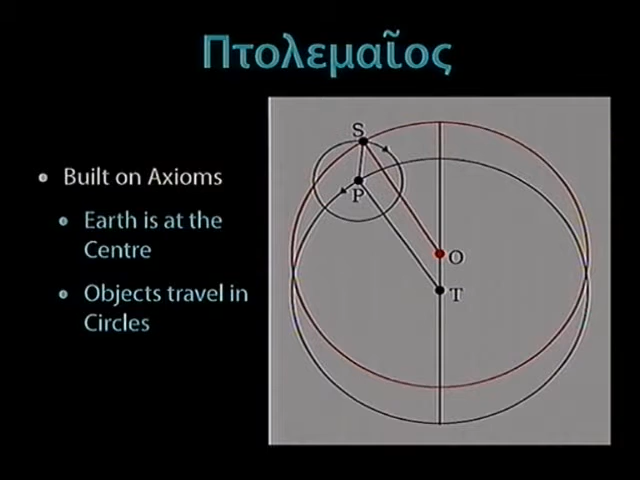 Πτολεμαῖος
Built on Axioms
Earth is at the
Centre
Objects travel in
Circles
S
P
O
T